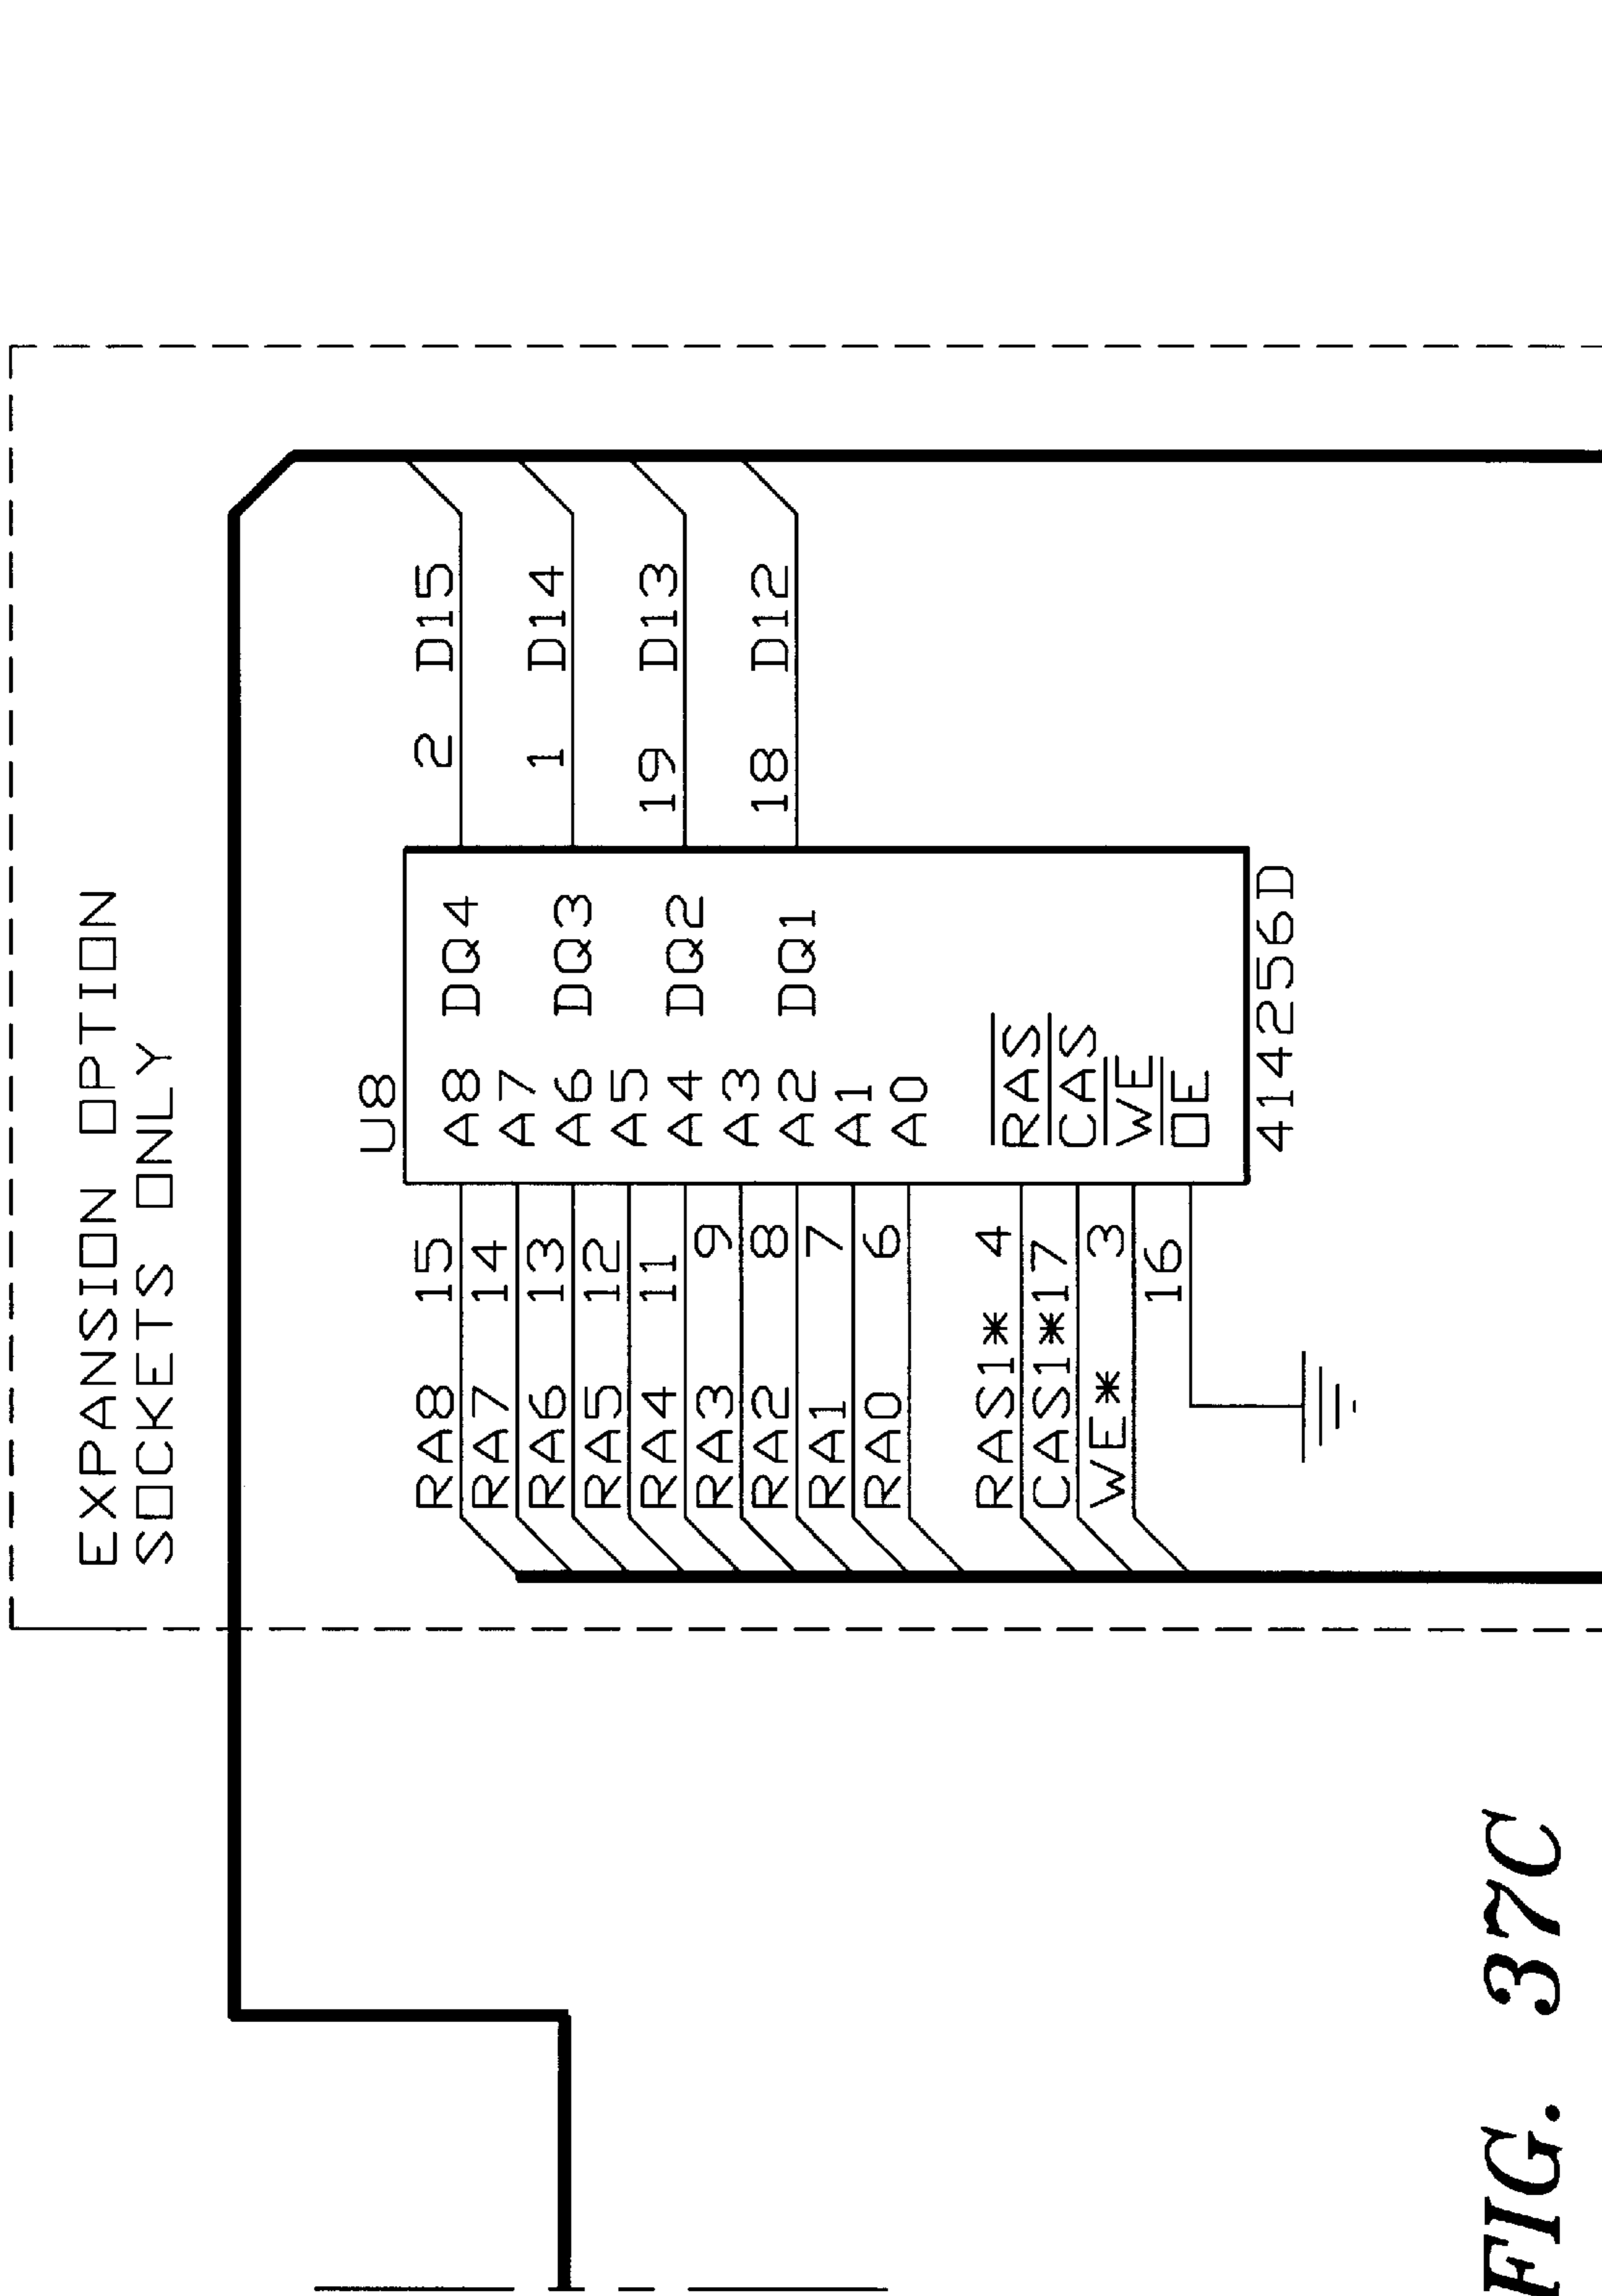 EXPANSION OPTION
SOCKETS ONLY
U8
RA8 15 A8 DQ4 2 D15
RA7 14 A7
RA6 13 A6 DQ3 1 D14
RA5 12 A5
RA4 11 A4 DQ2 19 D13
RA3 9 A3
RA2 8 A2 DQ1 18 D12
RA1 7 A1
RA0 6 A0
RAS1* 4 RAS
CAS1* 17 CAS
WE* 3 WE
16 OE
414256D
FIG. 37C